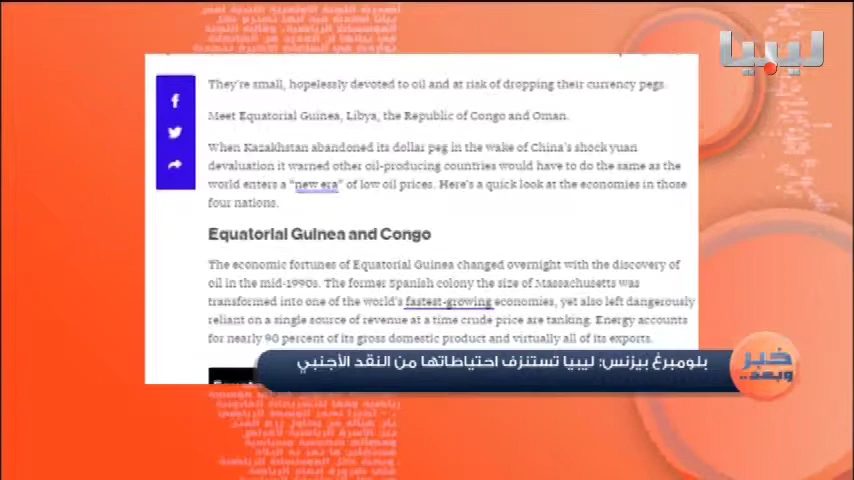 ليبيا
They're small, hopelessly devoted to oil and at risk of dropping their currency pegs.
Meet Equatorial Guinea, Libya, the Republic of Congo and Oman.
When Kazakhstan abandoned its dollar peg in the wake of China's shock yuan
devaluation it warned other oil-producing countries would have to do the same as the
world enters a "new era" of low oil prices. Here's a quick look at the economies in those
four nations.
Equatorial Guinea and Congo
The economic fortunes of Equatorial Guinea changed overnight with the discovery of
oil in the mid-1990s. The former Spanish colony the size of Massachusetts was
transformed into one of the world's fastest-growing economies, yet also left dangerously
reliant on a single source of revenue at a time crude price are tanking. Energy accounts
for nearly 90 percent of its gross domestic product and virtually all of its exports.
بلومبرغ بيزنس: ليبيا تستنزف احتياطاتها من النقد الأجنبي
خبر
وبعد..